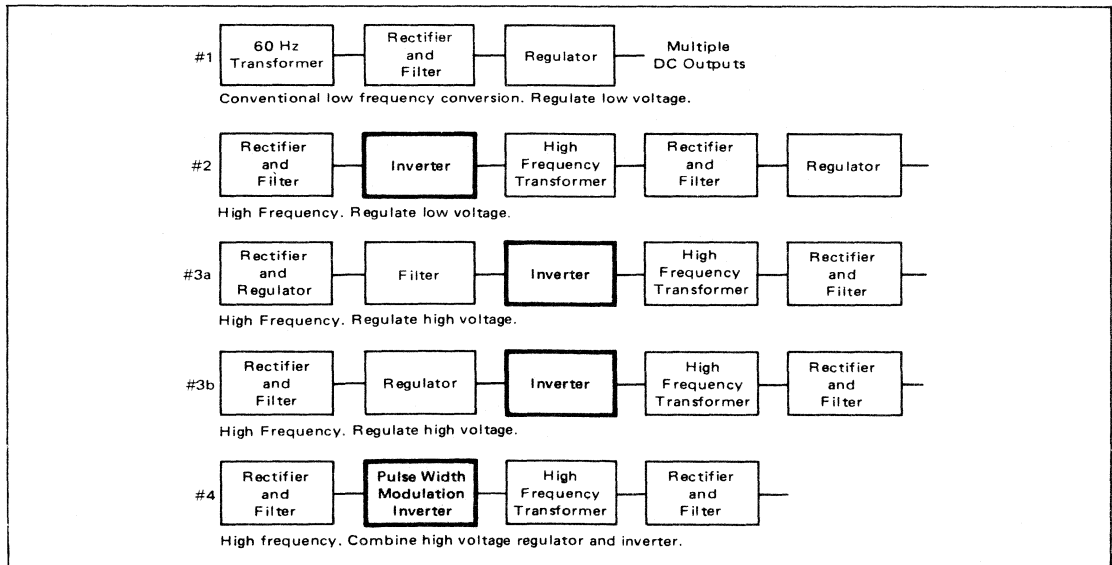 #1
60 Hz
Transformer
Rectifier
and
Filter
Regulator
Multiple
DC Outputs
Conventional low frequency conversion. Regulate low voltage.
#2
Rectifier
and
Filter
Inverter
High
Frequency
Transformer
Rectifier
and
Filter
Regulator
High Frequency. Regulate low voltage.
#3a
Rectifier
and
Regulator
Filter
Inverter
High
Frequency
Transformer
Rectifier
and
Filter
High Frequency. Regulate high voltage.
#3b
Rectifier
and
Filter
Regulator
Inverter
High
Frequency
Transformer
Rectifier
and
Filter
High Frequency. Regulate high voltage.
#4
Rectifier
and
Filter
Pulse Width
Modulation
Inverter
High
Frequency
Transformer
Rectifier
and
Filter
High frequency. Combine high voltage regulator and inverter.